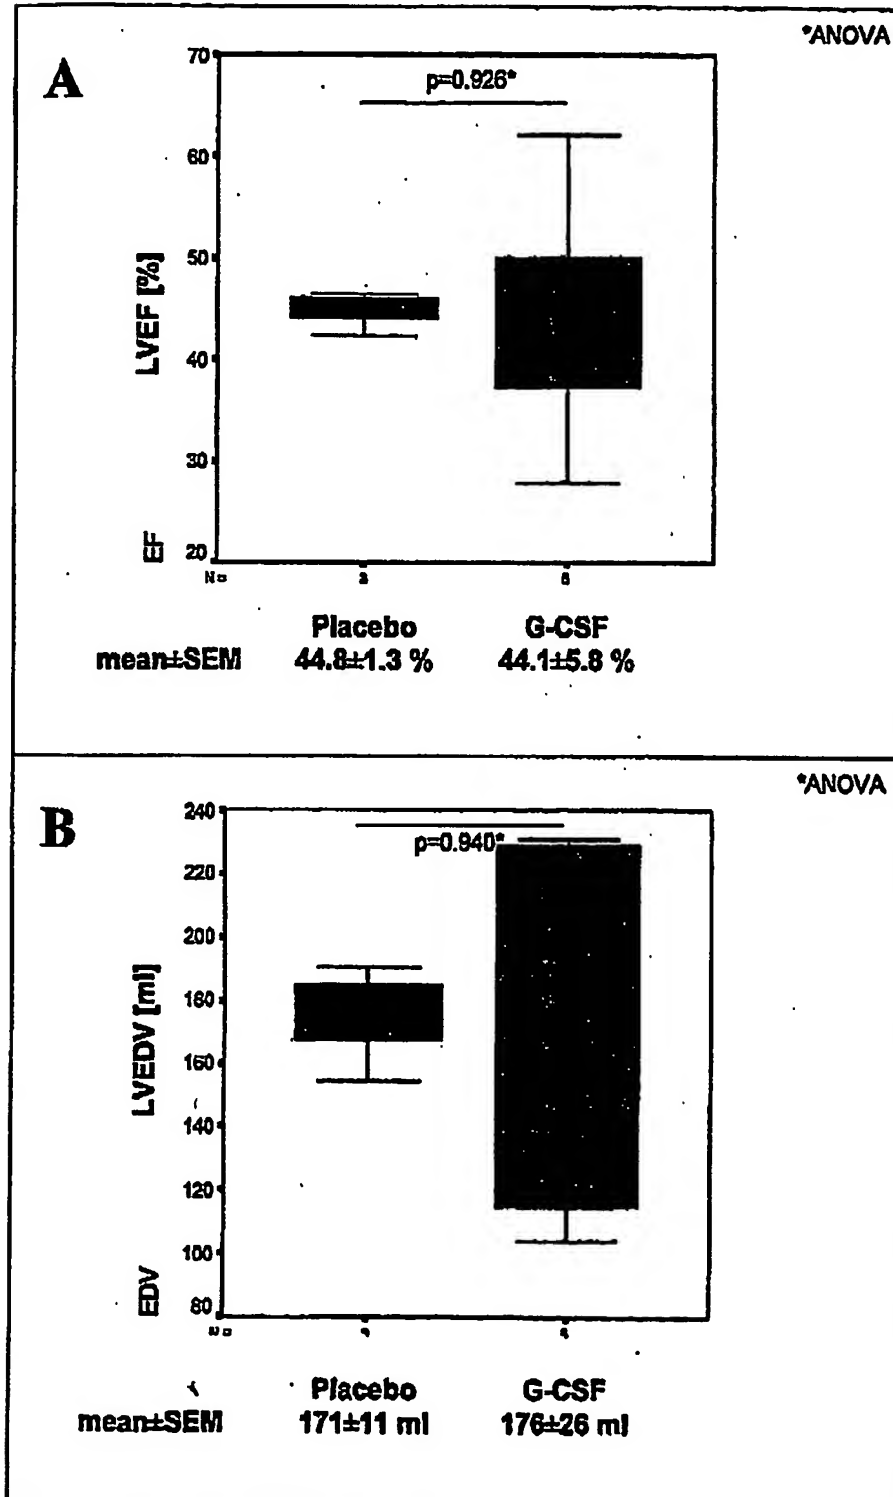 *ANOVA
A
70
p=0.926*
60
50
LVEF [%]
40
30
EF
20
N=
Placebo G-CSF
mean±SEM 44.8±1.3 % 44.1±5.8 %
*ANOVA
B
240
p=0.940*
220
200
180
LVEDV [ml]
160
140
120
100
EDV
80
Placebo G-CSF
mean±SEM 171±11 ml 176±26 ml